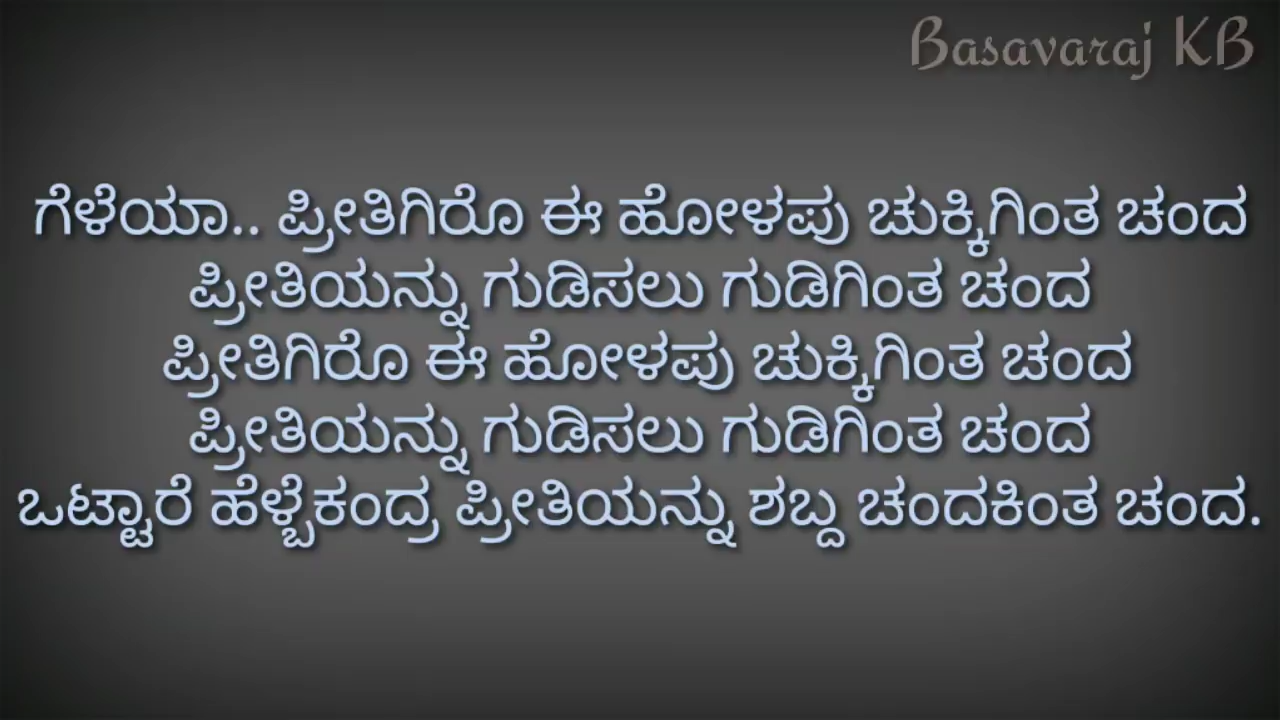 Basavaraj KB
ಗೆಳೆಯಾ.. ಪ್ರೀತಿಗಿರೊ ಈ ಹೋಳಪು ಚುಕ್ಕಿಗಿಂತ ಚಂದ
ಪ್ರೀತಿಯನ್ನು ಗುಡಿಸಲು ಗುಡಿಗಿಂತ ಚಂದ
ಪ್ರೀತಿಗಿರೊ ಈ ಹೋಳಪು ಚುಕ್ಕಿಗಿಂತ ಚಂದ
ಪ್ರೀತಿಯನ್ನು ಗುಡಿಸಲು ಗುಡಿಗಿಂತ ಚಂದ
ಒಟ್ಟಾರೆ ಹೆಳ್ಬೆಕಂದ್ರ ಪ್ರೀತಿಯನ್ನು ಶಬ್ದ ಚಂದಕಿಂತ ಚಂದ.